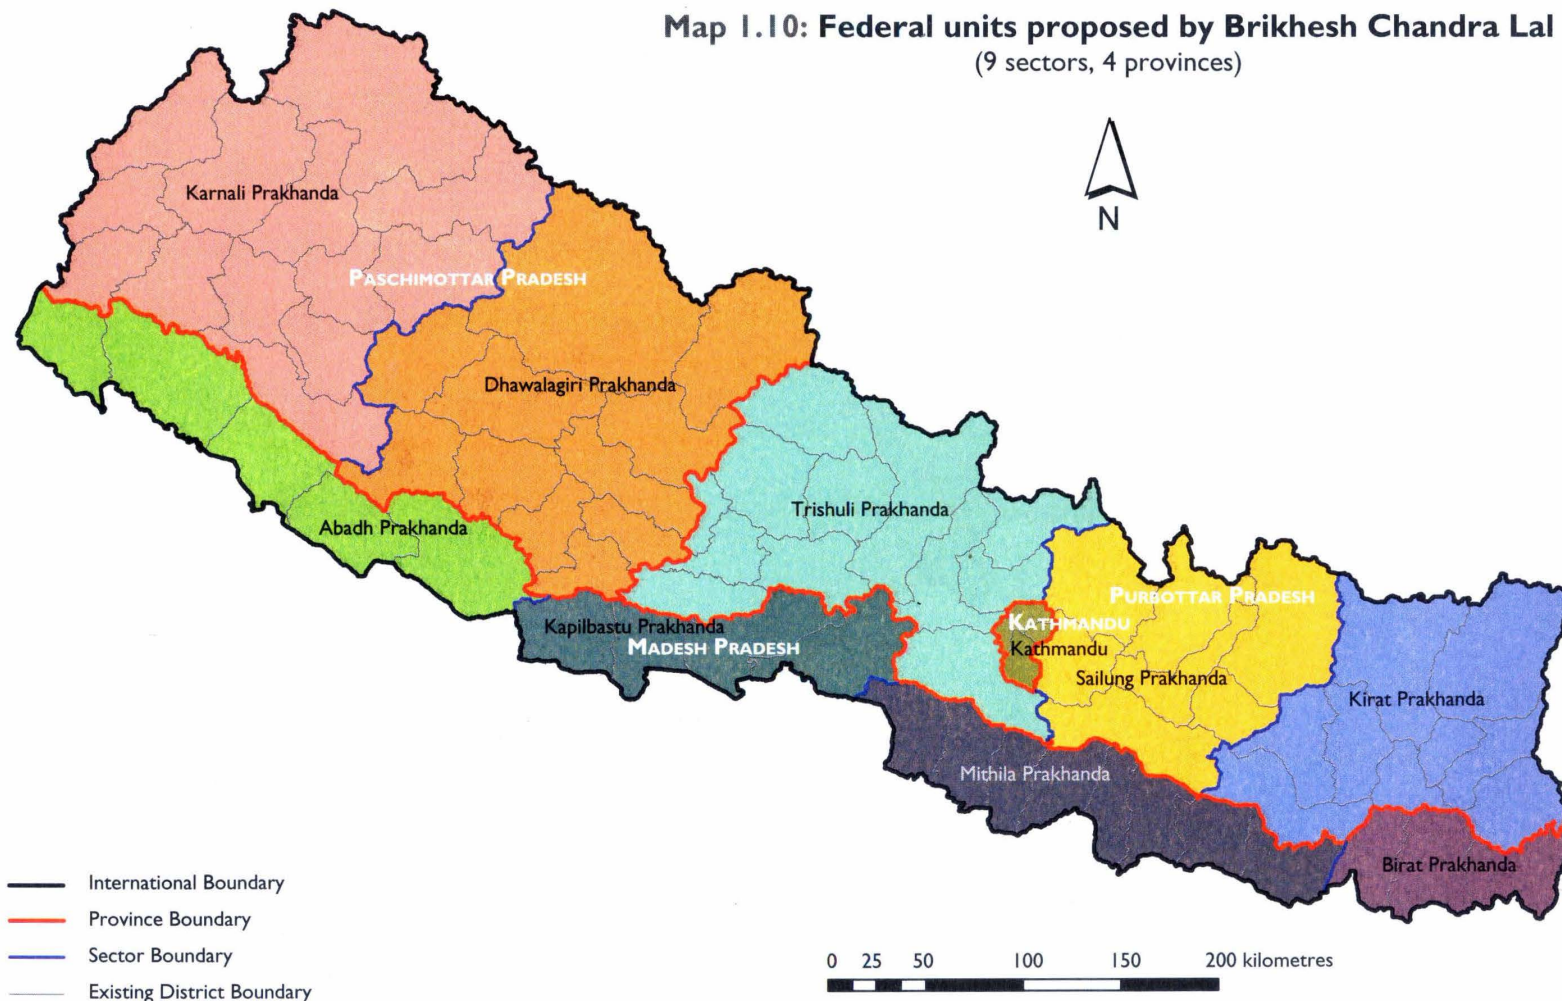 Map 1.10: Federal units proposed by Brikhesh Chandra Lal
(9 sectors, 4 provinces)
N
Karnali Prakhanda
PASCHIMOTTAR PRADESH
Dhawalagiri Prakhanda
Trishuli Prakhanda
Abadh Prakhanda
PURBOTTAR PRADESH
KATHMANDU
Kapilbastu Prakhanda
MADESH PRADESH
Kathmandu
Sailung Prakhanda
Kirat Prakhanda
Mithila Prakhanda
Birat Prakhanda
International Boundary
Province Boundary
Sector Boundary
Existing District Boundary
0 25 50 100 150 200 kilometres